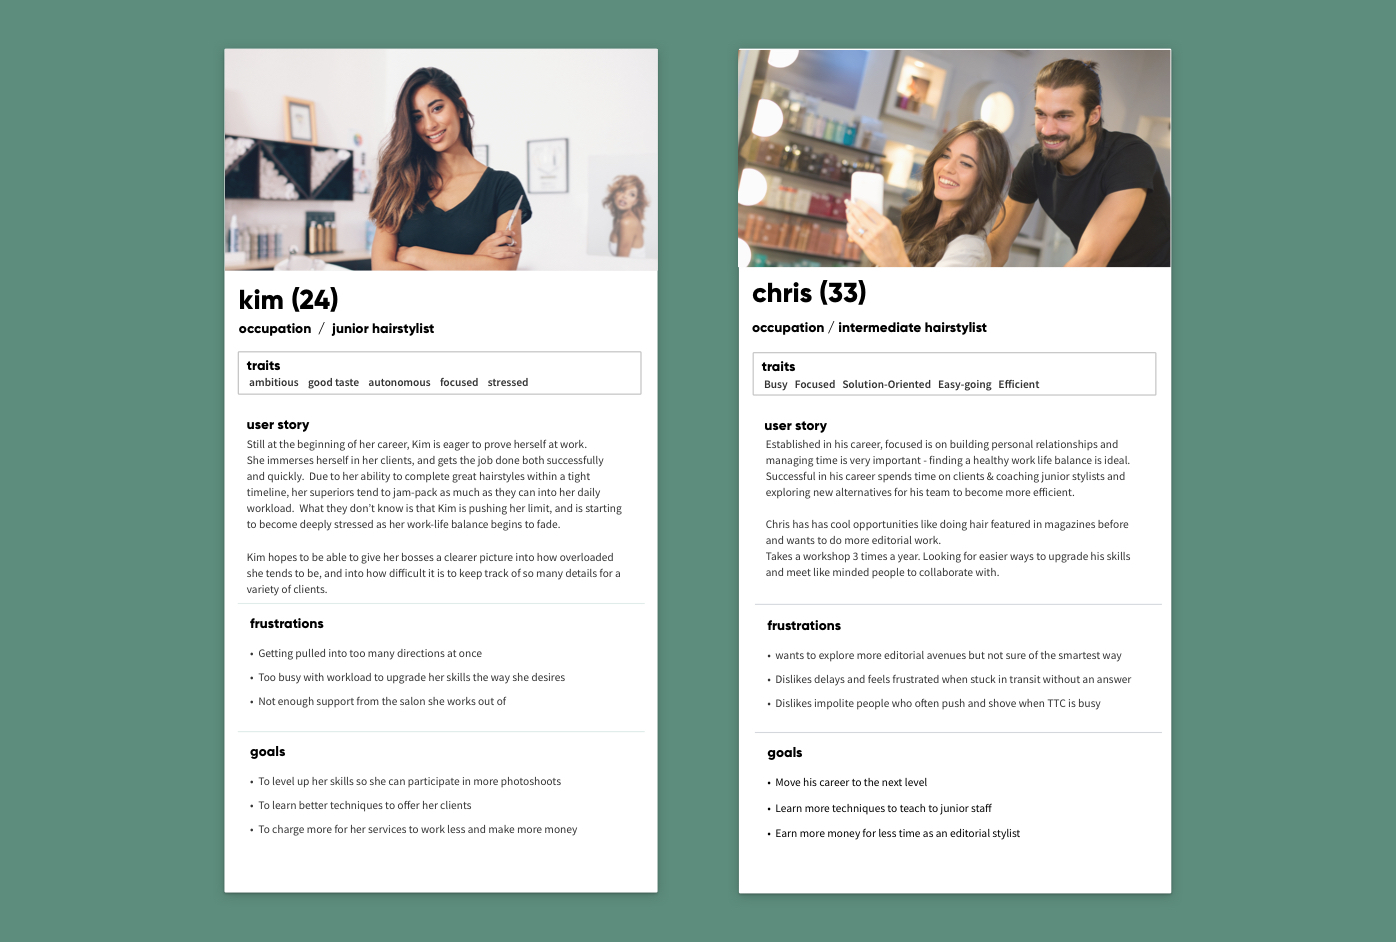 kim (24)
occupation / junior hairstylist
traits
ambitious good taste autonomous focused stressed
user story
Still at the beginning of her career, Kim is eager to prove herself at work.
She immerses herself in her clients, and gets the job done both successfully
and quickly. Due to her ability to complete great hairstyles within a tight
timeline, her superiors tend to jam-pack as much as they can into her daily
workload. What they don't know is that Kim is pushing her limit, and is starting
to become deeply stressed as her work-life balance begins to fade.
Kim hopes to be able to give her bosses a clearer picture into how overloaded
she tends to be, and into how difficult it is to keep track of so many details for a
variety of clients.
frustrations
• Getting pulled into too many directions at once
• Too busy with workload to upgrade her skills the way she desires
• Not enough support from the salon she works out of
goals
• To level up her skills so she can participate in more photoshoots
• To learn better techniques to offer her clients
• To charge more for her services to work less and make more money
chris (33)
occupation / intermediate hairstylist
traits
Busy Focused Solution-Oriented Easy-going Efficient
user story
Established in his career, focused is on building personal relationships and
managing time is very important - finding a healthy work life balance is ideal.
Successful in his career spends time on clients & coaching junior stylists and
exploring new alternatives for his team to become more efficient.
Chris has has cool opportunities like doing hair featured in magazines before
and wants to do more editorial work.
Takes a workshop 3 times a year. Looking for easier ways to upgrade his skills
and meet like minded people to collaborate with.
frustrations
• wants to explore more editorial avenues but not sure of the smartest way
• Dislikes delays and feels frustrated when stuck in transit without an answer
• Dislikes impolite people who often push and shove when TTC is busy
goals
• Move his career to the next level
• Learn more techniques to teach to junior staff
• Earn more money for less time as an editorial stylist